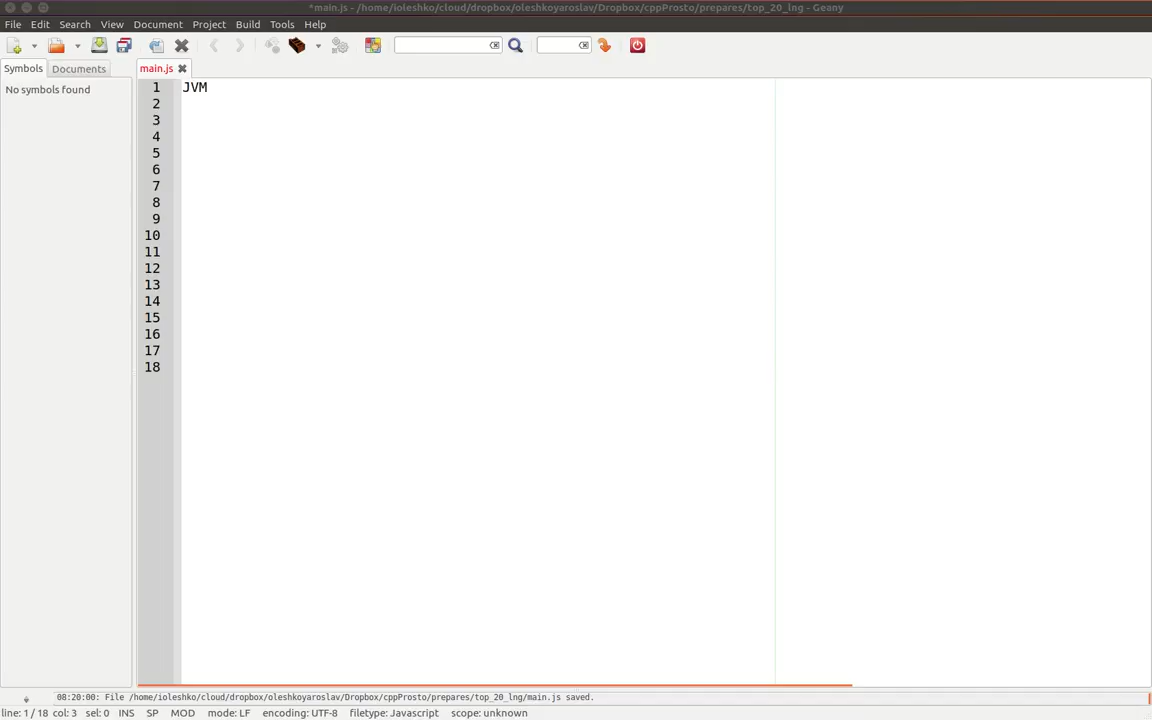 *main.js - /home/ioleshko/cloud/dropbox/oleshkoyaroslav/Dropbox/cppProsto/prepares/top_20_lng - Geany
File Edit Search View Document Project Build Tools Help
Symbols Documents main.js
No symbols found
1 JVM
2
3
4
5
6
7
8
9
10
11
12
13
14
15
16
17
18
08:20:00: File /home/ioleshko/cloud/dropbox/oleshkoyaroslav/Dropbox/cppProsto/prepares/top_20_lng/main.js saved.
line: 1 / 18 col: 3 sel: 0 INS SP MOD mode: LF encoding: UTF-8 filetype: Javascript scope: unknown